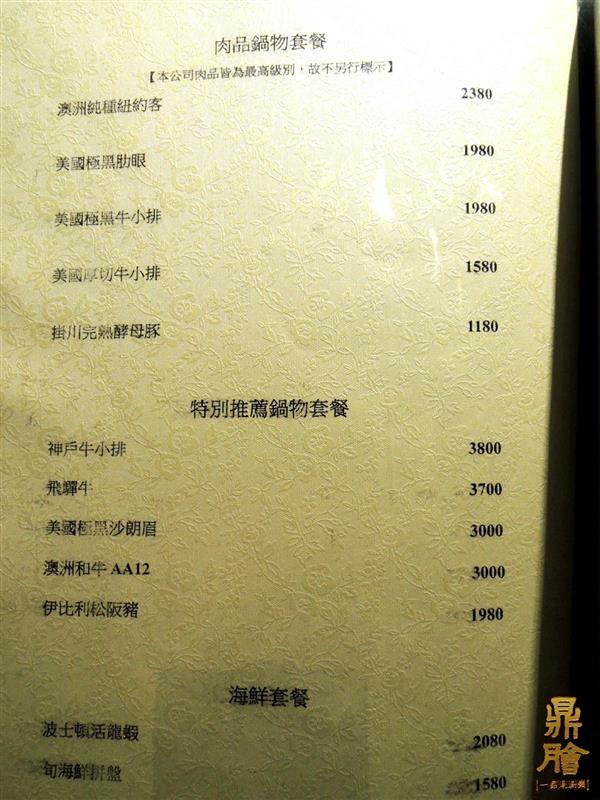 肉品鍋物套餐
【本公司肉品皆為最高級別，故不另行標示】
澳洲純種紐約客 2380
美國極黑肋眼 1980
美國極黑牛小排 1980
美國厚切牛小排 1580
掛川完熟酵母豚 1180
特別推薦鍋物套餐
神戶牛小排 3800
飛驒牛 3700
美國極黑沙朗眉 3000
澳洲和牛 AA12 3000
伊比利松阪豬 1980
海鮮套餐
波士頓活龍蝦 2080
旬海鮮拼盤 1580
鼎
膾